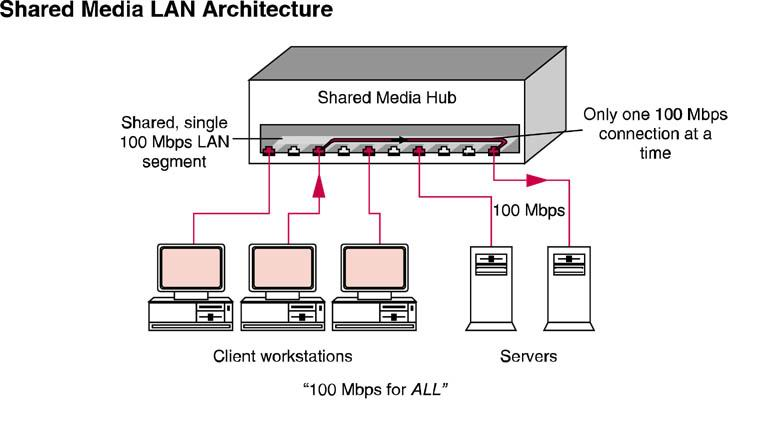 Shared Media LAN Architecture
Shared Media Hub
Shared, single
100 Mbps LAN
segment
Only one 100 Mbps
connection at a
time
100 Mbps
Client workstations
Servers
“100 Mbps for ALL”